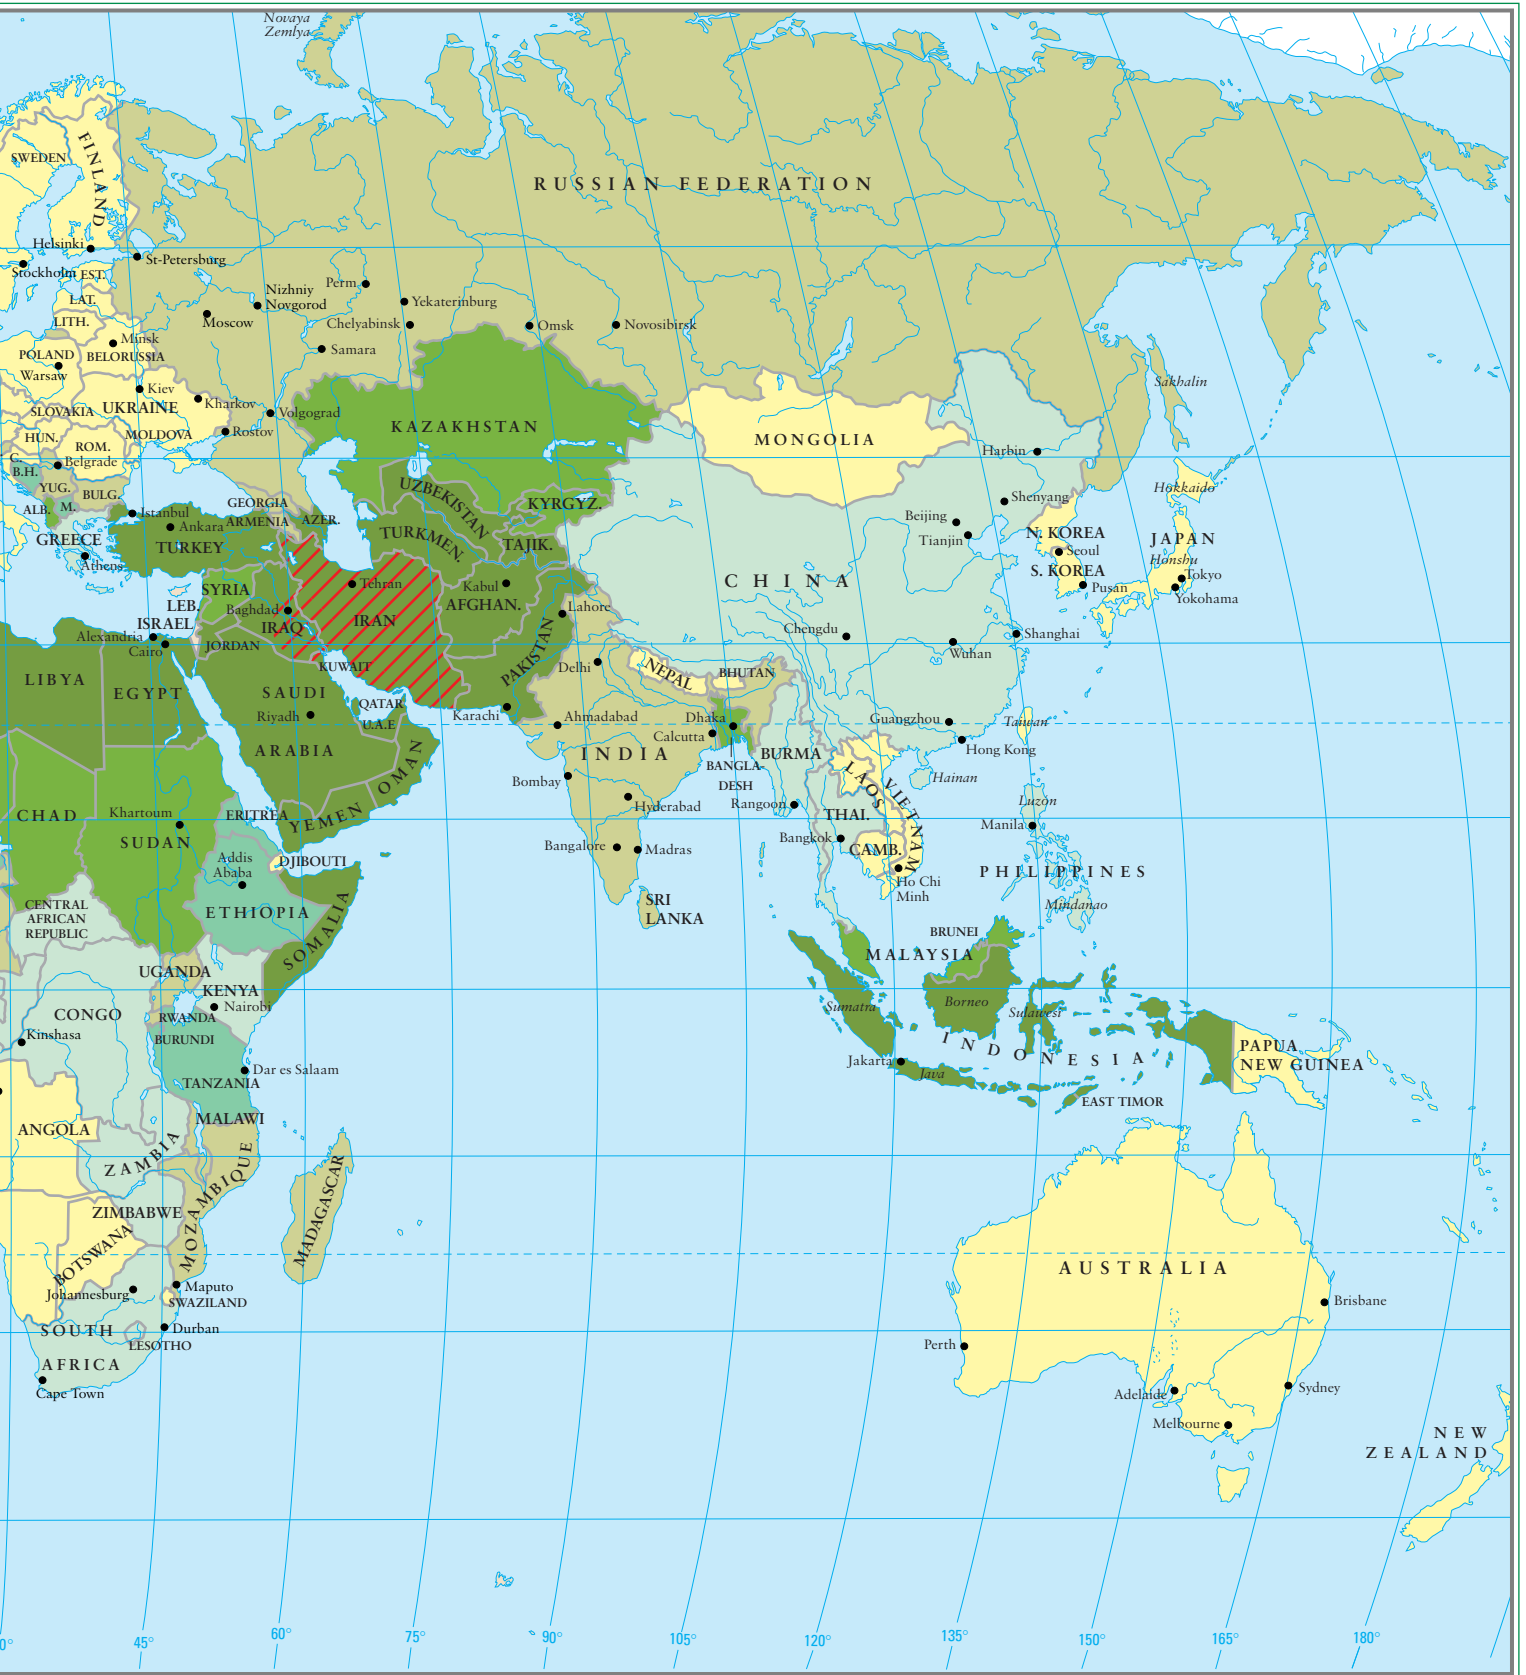 Novaya
Zemlya
SWEDEN
FINLAND
RUSSIAN FEDERATION
Helsinki
St-Petersburg
Stockholm
EST.
LAT.
LITH.
Nizhniy
Novgorod
Perm
Yekaterinburg
Moscow
Chelyabinsk
Omsk
Novosibirsk
Minsk
Samara
POLAND
BELORUSSIA
Warsaw
Kiev
Kharkov
SLOVAKIA
UKRAINE
Volgograd
Sakhalin
KAZAKHSTAN
MONGOLIA
HUN.
MOLDOVA
Rostov
ROM.
Harbin
C.
Belgrade
B.H.
YUG.
BULG.
Hokkaido
GEORGIA
UZBEKISTAN
KYRGYZ.
Shenyang
ALB.
M.
Istanbul
Ankara
ARMENIA
AZER.
Beijing
GREECE
TURKEY
TURKMEN.
TAJIK.
Tianjin
N. KOREA
JAPAN
Athens
Seoul
Honshu
S. KOREA
Tokyo
Tehran
Kabul
CHINA
Pusan
Yokohama
SYRIA
LEB.
Baghdad
AFGHAN.
Lahore
ISRAEL
IRAQ
IRAN
Chengdu
Shanghai
Alexandria
Cairo
JORDAN
Wuhan
KUWAIT
PAKISTAN
Delhi
NEPAL
BHUTAN
LIBYA
EGYPT
SAUDI
QATAR
Riyadh
U.A.E
Karachi
Ahmadabad
Dhaka
Guangzhou
Taiwan
Calcutta
ARABIA
OMAN
INDIA
BURMA
Hong Kong
BANGLA-
DESH
LAOS
VIETNAM
Hainan
Bombay
CHAD
Khartoum
ERITREA
YEMEN
Hyderabad
Rangoon
Luzon
THAI.
Manila
SUDAN
Bangkok
Bangalore
Madras
CAMB.
Addis
Ababa
DJIBOUTI
PHILIPPINES
Ho Chi
Minh
CENTRAL
AFRICAN
REPUBLIC
ETHIOPIA
SOMALIA
SRI
LANKA
Mindanao
BRUNEI
MALAYSIA
UGANDA
KENYA
Nairobi
Sumatra
Borneo
Sulawesi
CONGO
RWANDA
Kinshasa
BURUNDI
INDONESIA
PAPUA
NEW GUINEA
Jakarta
Java
Dar es Salaam
TANZANIA
EAST TIMOR
MALAWI
ANGOLA
ZAMBIA
MOZAMBIQUE
MADAGASCAR
ZIMBABWE
BOTSWANA
AUSTRALIA
Johannesburg
Maputo
SWAZILAND
Brisbane
SOUTH
Durban
LESOTHO
Perth
AFRICA
Cape Town
Adelaide
Sydney
Melbourne
NEW
ZEALAND
0°
45°
60°
75°
90°
105°
120°
135°
150°
165°
180°